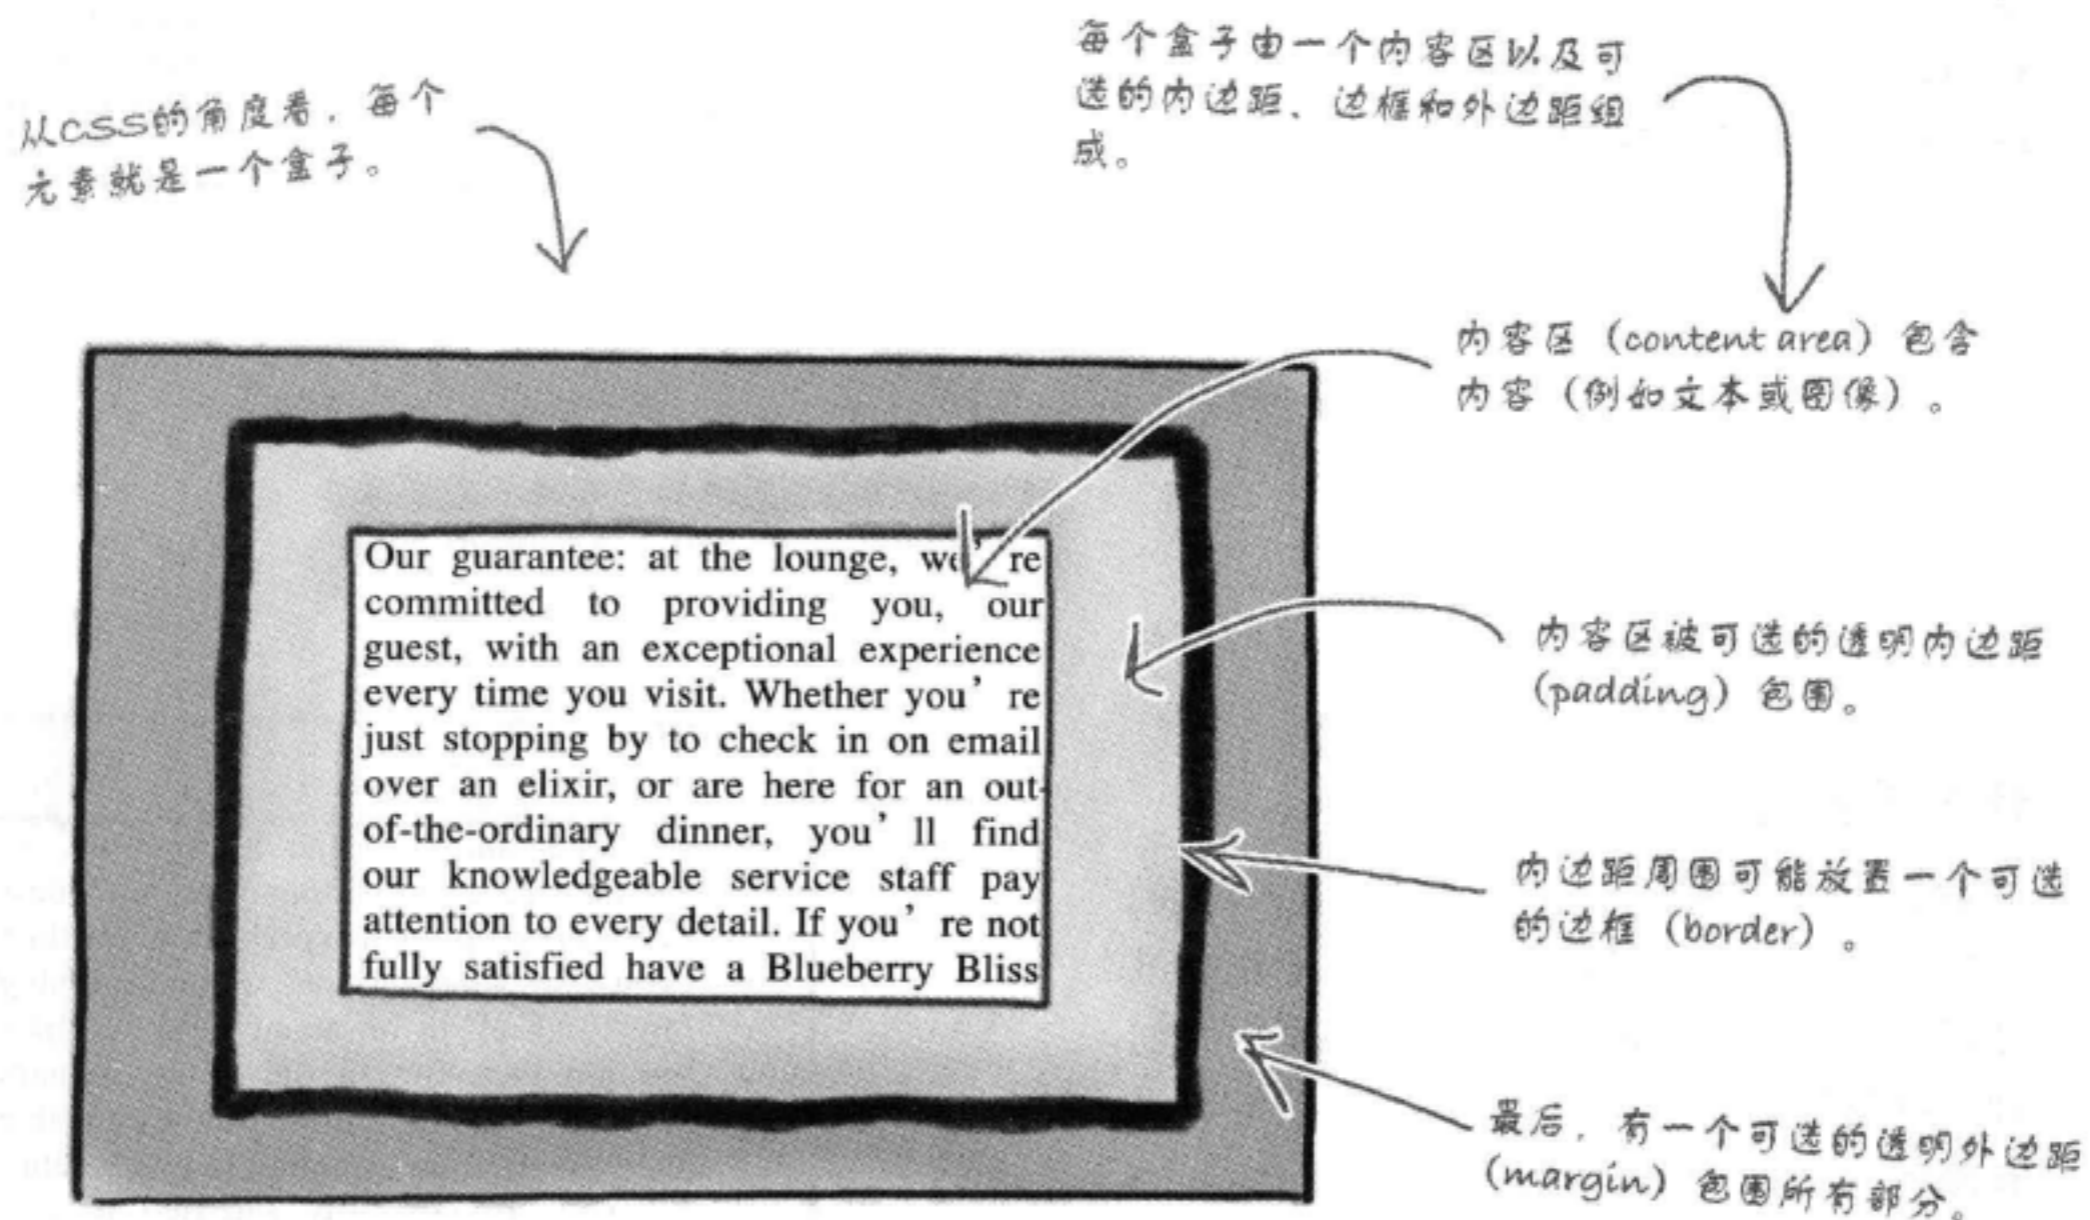 从CSS的角度看，每个
元素就是一个盒子。
每个盒子由一个内容区以及可
选的内边距、边框和外边距组
成。
内容区（content area）包含
内容（例如文本或图像）。
Our guarantee: at the lounge, we’re
committed to providing you, our
guest, with an exceptional experience
every time you visit. Whether you’re
just stopping by to check in on email
over an elixir, or are here for an out-
of-the-ordinary dinner, you’ll find
our knowledgeable service staff pay
attention to every detail. If you’re not
fully satisfied have a Blueberry Bliss
内容区被可选的透明内边距
（padding）包围。
内边距周围可能放置一个可选
的边框（border）。
最后，有一个可选的透明外边距
（margin）包围所有部分。